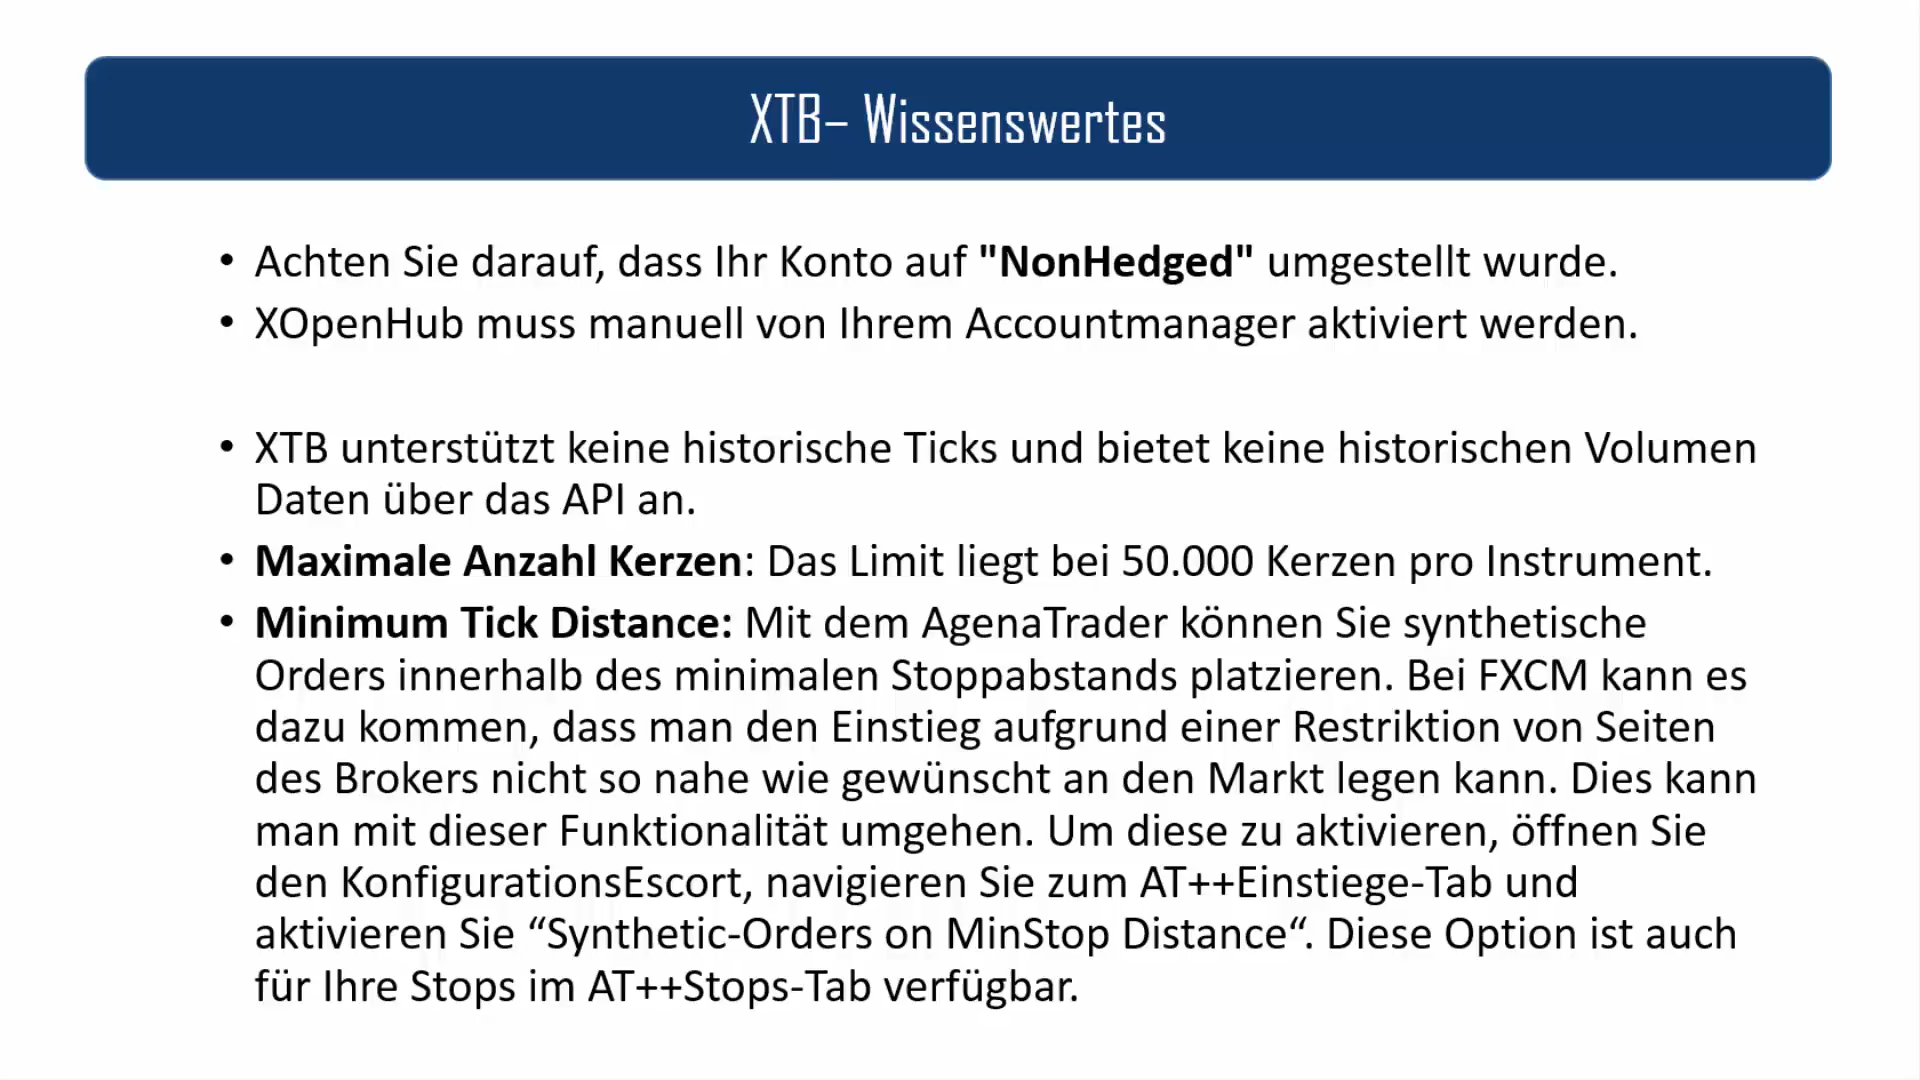 XTB– Wissenswertes
• Achten Sie darauf, dass Ihr Konto auf "NonHedged" umgestellt wurde.
• XOpenHub muss manuell von Ihrem Accountmanager aktiviert werden.
• XTB unterstützt keine historische Ticks und bietet keine historischen Volumen
Daten über das API an.
• Maximale Anzahl Kerzen: Das Limit liegt bei 50.000 Kerzen pro Instrument.
• Minimum Tick Distance: Mit dem AgenaTrader können Sie synthetische
Orders innerhalb des minimalen Stoppabstands platzieren. Bei FXCM kann es
dazu kommen, dass man den Einstieg aufgrund einer Restriktion von Seiten
des Brokers nicht so nahe wie gewünscht an den Markt legen kann. Dies kann
man mit dieser Funktionalität umgehen. Um diese zu aktivieren, öffnen Sie
den KonfigurationsEscort, navigieren Sie zum AT++Einstiege-Tab und
aktivieren Sie “Synthetic-Orders on MinStop Distance“. Diese Option ist auch
für Ihre Stops im AT++Stops-Tab verfügbar.